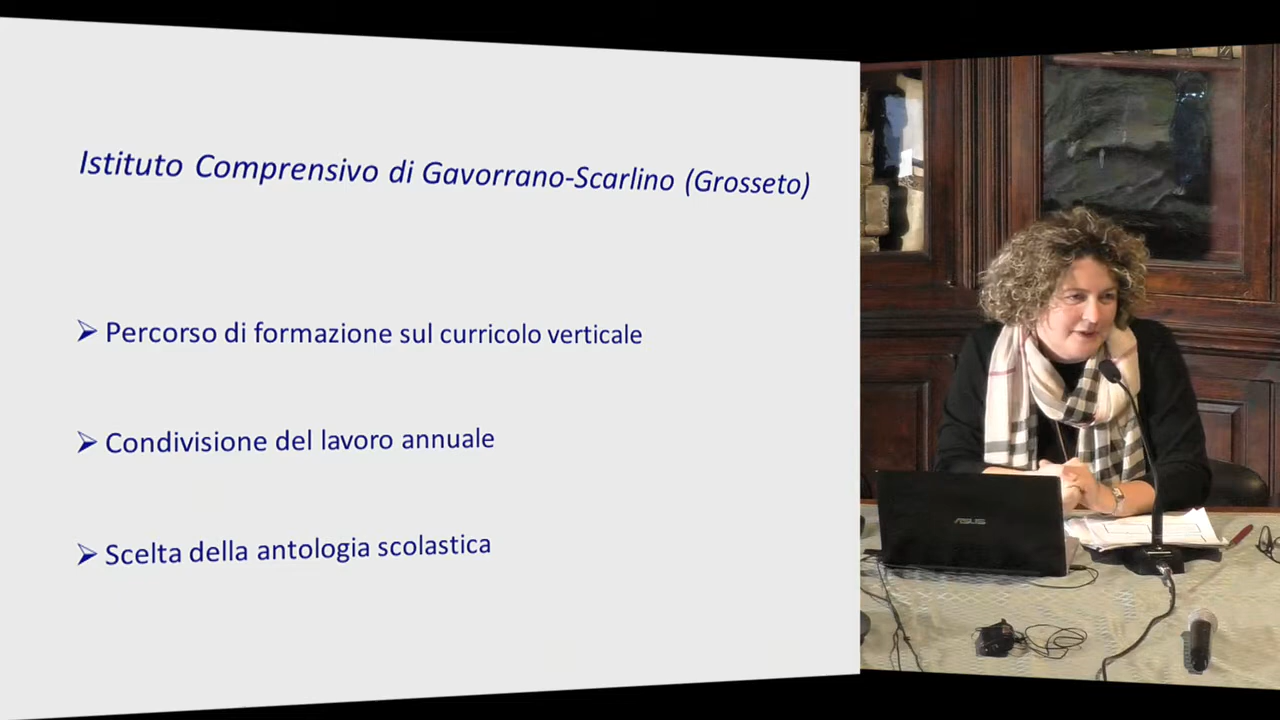 Istituto Comprensivo di Gavorrano-Scarlino (Grosseto)
➢ Percorso di formazione sul curricolo verticale
➢ Condivisione del lavoro annuale
➢ Scelta della antologia scolastica
ASUS